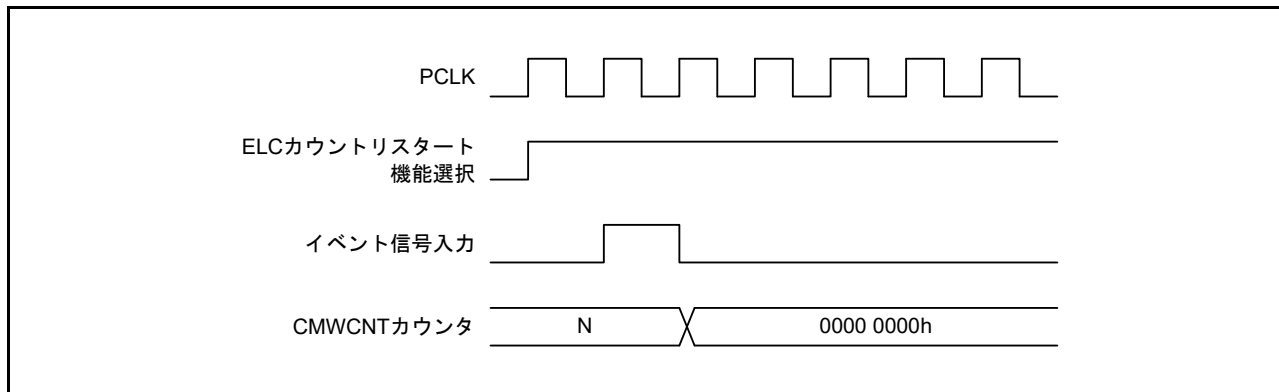 PCLK
ELCカウントリスタート
機能選択
イベント信号入力
CMWCNTカウンタ
N
0000 0000h